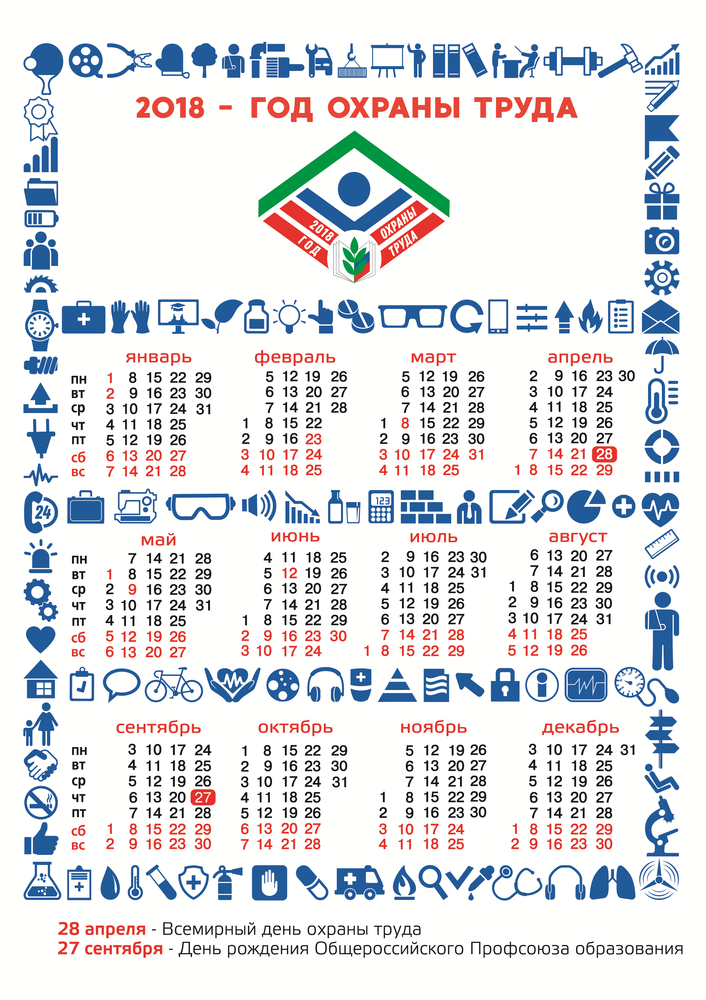 2018 - ГОД ОХРАНЫ ТРУДА
2018
ГОД
ОХРАНЫ
ТРУДА
январь февраль март апрель
пн 1 8 15 22 29 5 12 19 26 5 12 19 26 2 9 16 23 30
вт 2 9 16 23 30 6 13 20 27 6 13 20 27 3 10 17 24
ср 3 10 17 24 31 7 14 21 28 7 14 21 28 4 11 18 25
чт 4 11 18 25 1 8 15 22 1 8 15 22 29 5 12 19 26
пт 5 12 19 26 2 9 16 23 2 9 16 23 30 6 13 20 27
сб 6 13 20 27 3 10 17 24 3 10 17 24 31 7 14 21 28
вс 7 14 21 28 4 11 18 25 4 11 18 25 1 8 15 22 29
24
123
май июнь июль август
пн 7 14 21 28 4 11 18 25 2 9 16 23 30 6 13 20 27
вт 1 8 15 22 29 5 12 19 26 3 10 17 24 31 7 14 21 28
ср 2 9 16 23 30 6 13 20 27 4 11 18 25 1 8 15 22 29
чт 3 10 17 24 31 7 14 21 28 5 12 19 26 2 9 16 23 30
пт 4 11 18 25 1 8 15 22 29 6 13 20 27 3 10 17 24 31
сб 5 12 19 26 2 9 16 23 30 7 14 21 28 4 11 18 25
вс 6 13 20 27 3 10 17 24 1 8 15 22 29 5 12 19 26
сентябрь октябрь ноябрь декабрь
пн 3 10 17 24 1 8 15 22 29 5 12 19 26 3 10 17 24 31
вт 4 11 18 25 2 9 16 23 30 6 13 20 27 4 11 18 25
ср 5 12 19 26 3 10 17 24 31 7 14 21 28 5 12 19 26
чт 6 13 20 27 4 11 18 25 1 8 15 22 29 6 13 20 27
пт 7 14 21 28 5 12 19 26 2 9 16 23 30 7 14 21 28
сб 1 8 15 22 29 6 13 20 27 3 10 17 24 1 8 15 22 29
вс 2 9 16 23 30 7 14 21 28 4 11 18 25 2 9 16 23 30
28 апреля - Всемирный день охраны труда
27 сентября - День рождения Общероссийского Профсоюза образования